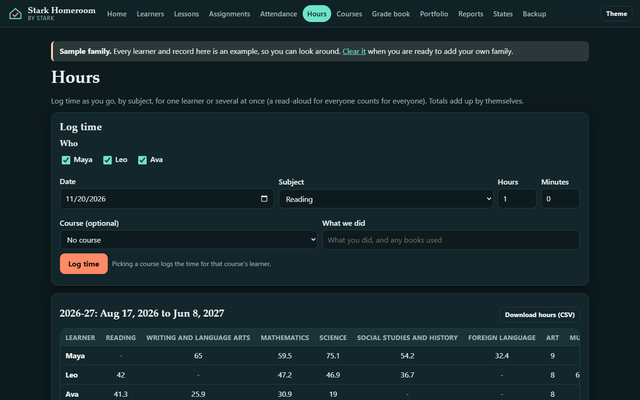 Stark Homeroom
BY STARK
Home Learners Lessons Assignments Attendance Hours Courses Grade book Portfolio Reports States Backup
Theme
Sample family. Every learner and record here is an example, so you can look around. Clear it when you are ready to add your own family.
Hours
Log time as you go, by subject, for one learner or several at once (a read-aloud for everyone counts for everyone). Totals add up by themselves.
Log time
Who
Maya Leo Ava
Date Subject Hours Minutes
11/20/2026 Reading 1 0
Course (optional) What we did
No course What you did, and any books used
Log time Picking a course logs the time for that course's learner.
2026-27: Aug 17, 2026 to Jun 8, 2027 Download hours (CSV)
LEARNER READING WRITING AND LANGUAGE ARTS MATHEMATICS SCIENCE SOCIAL STUDIES AND HISTORY FOREIGN LANGUAGE ART MU
Maya - 65 59.5 75.1 54.2 32.4 9
Leo 42 - 47.2 46.9 36.7 - 8 6
Ava 41.3 25.9 30.9 19 - - 8